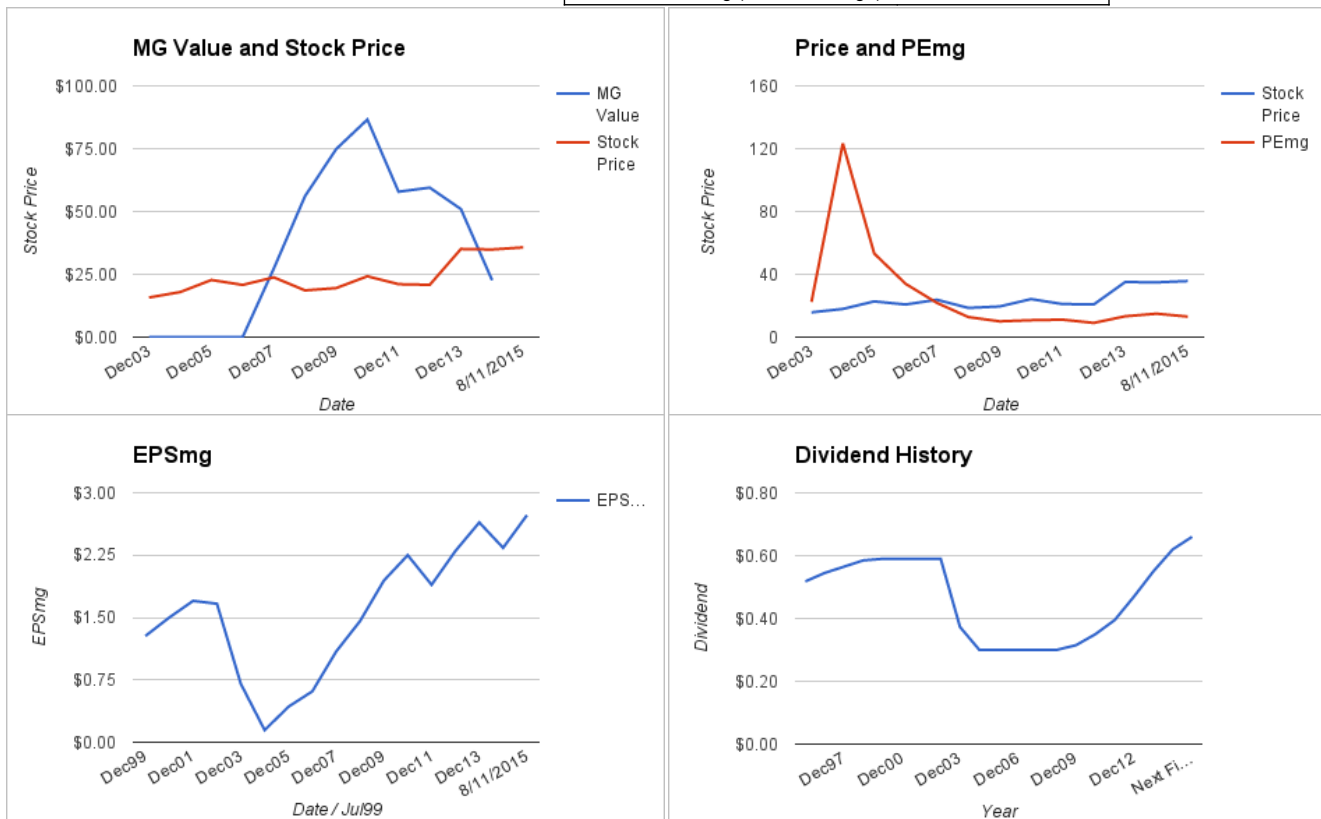 MG Value and Stock Price
$100.00
$75.00
$50.00
$25.00
$0.00
Stock Price
Dec03
Dec05
Dec07
Dec09
Dec11
Dec13
8/11/2015
Date
MG
Value
Stock
Price
Price and PEmg
160
120
80
40
0
Stock Price
Dec03
Dec05
Dec07
Dec09
Dec11
Dec13
8/11/2015
Date
Stock
Price
PEmg
EPSmg
$3.00
$2.25
$1.50
$0.75
$0.00
EPSmg
Dec99
Dec01
Dec03
Dec05
Dec07
Dec09
Dec11
Dec13
8/11/2015
Date / Jul99
EPS...
Dividend History
$0.80
$0.60
$0.40
$0.20
$0.00
Dividend
Dec97
Dec00
Dec03
Dec06
Dec09
Dec12
Next Fi...
Year